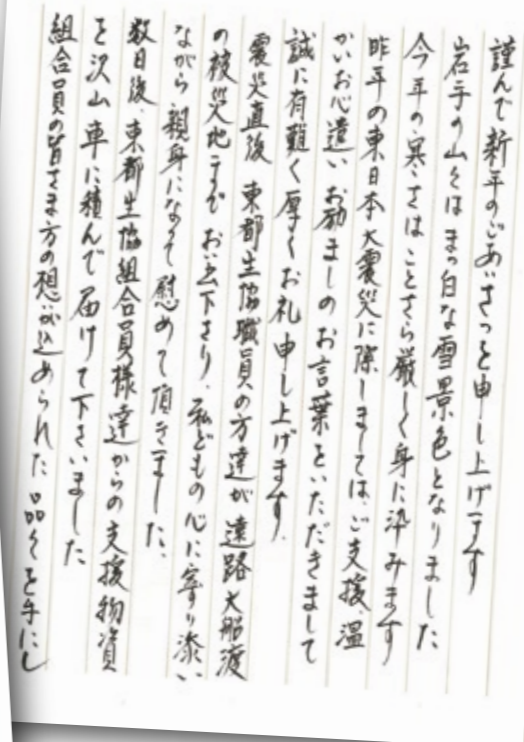 謹んで新年のごあいさつを申し上げます
岩手の山々はまっ白な雪景色となりました
今年の寒さはことさら厳しく身に染みます
昨年の東日本大震災に際しましては、ご支援、温
かいお心遣い お励ましのお言葉をいただきまして
誠に有難く厚くお礼申し上げます。
震災直後 東都生協職員の方達が遠路大船渡
の被災地までお出下さり、私どもの心に寄り添い
ながら親身になって慰めて頂きました、
数日後、東都生協組合員様達からの支援物資
を沢山車に積んで届けて下さいました
組合員の皆さま方の想いが込められた品々を手にし